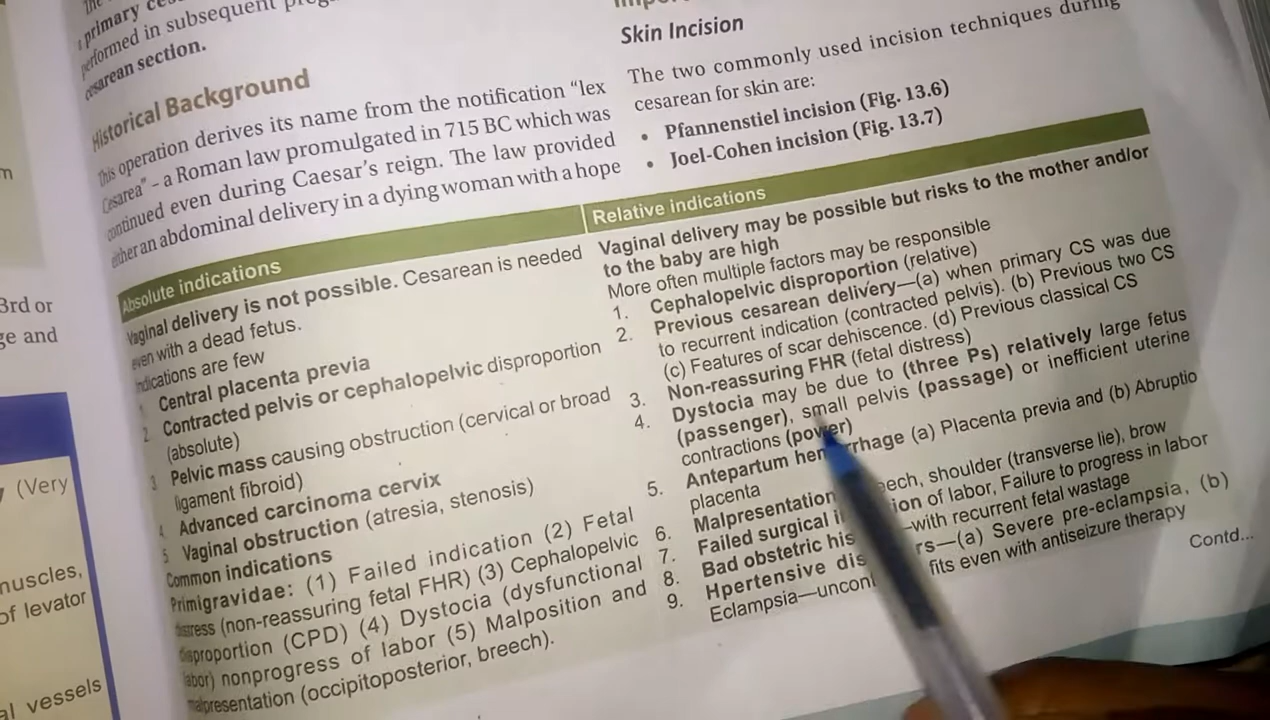 primary ces
performed in subsequent preg
cesarean section.
Historical Background
This operation derives its name from the notification “lex
Cesarea” – a Roman law promulgated in 715 BC which was
continued even during Caesar’s reign. The law provided
either an abdominal delivery in a dying woman with a hope
Skin Incision
The two commonly used incision techniques during
cesarean for skin are:
• Pfannenstiel incision (Fig. 13.6)
• Joel-Cohen incision (Fig. 13.7)
Absolute indications
Vaginal delivery is not possible. Cesarean is needed
even with a dead fetus.
Indications are few
1 Central placenta previa
2 Contracted pelvis or cephalopelvic disproportion
(absolute)
3 Pelvic mass causing obstruction (cervical or broad
ligament fibroid)
4 Advanced carcinoma cervix
5 Vaginal obstruction (atresia, stenosis)
Common indications
Primigravidae: (1) Failed indication (2) Fetal
distress (non-reassuring fetal FHR) (3) Cephalopelvic
disproportion (CPD) (4) Dystocia (dysfunctional
labor) nonprogress of labor (5) Malposition and
malpresentation (occipitoposterior, breech).
Relative indications
Vaginal delivery may be possible but risks to the mother and/or
to the baby are high
More often multiple factors may be responsible
1. Cephalopelvic disproportion (relative)
2. Previous cesarean delivery—(a) when primary CS was due
to recurrent indication (contracted pelvis). (b) Previous two CS
(c) Features of scar dehiscence. (d) Previous classical CS
3. Non-reassuring FHR (fetal distress)
4. Dystocia may be due to (three Ps) relatively large fetus
(passenger), small pelvis (passage) or inefficient uterine
contractions (power)
5. Antepartum hem rrhage (a) Placenta previa and (b) Abruptio
placenta
6. Malpresentation eech, shoulder (transverse lie), brow
7. Failed surgical i ion of labor, Failure to progress in labor
8. Bad obstetric his —with recurrent fetal wastage
9. Hpertensive dis rs—(a) Severe pre-eclampsia, (b)
Eclampsia—uncont fits even with antiseizure therapy
Contd...
3rd or
ge and
(Very
nuscles,
of levator
al vessels